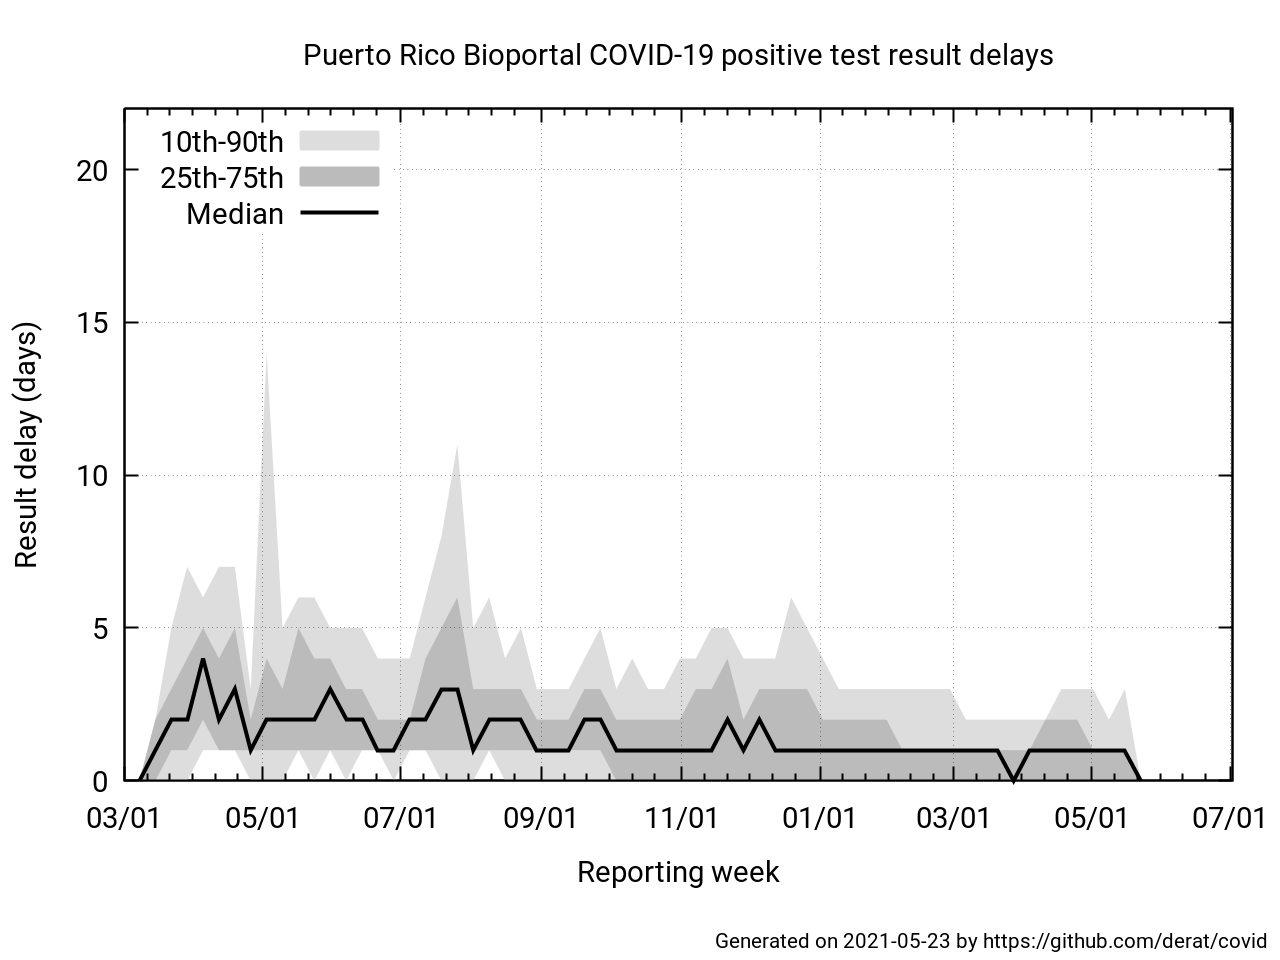 Puerto Rico Bioportal COVID-19 positive test result delays
10th-90th
25th-75th
Median
20
15
10
5
0
Result delay (days)
03/01 05/01 07/01 09/01 11/01 01/01 03/01 05/01 07/01
Reporting week
Generated on 2021-05-23 by https://github.com/derat/covid